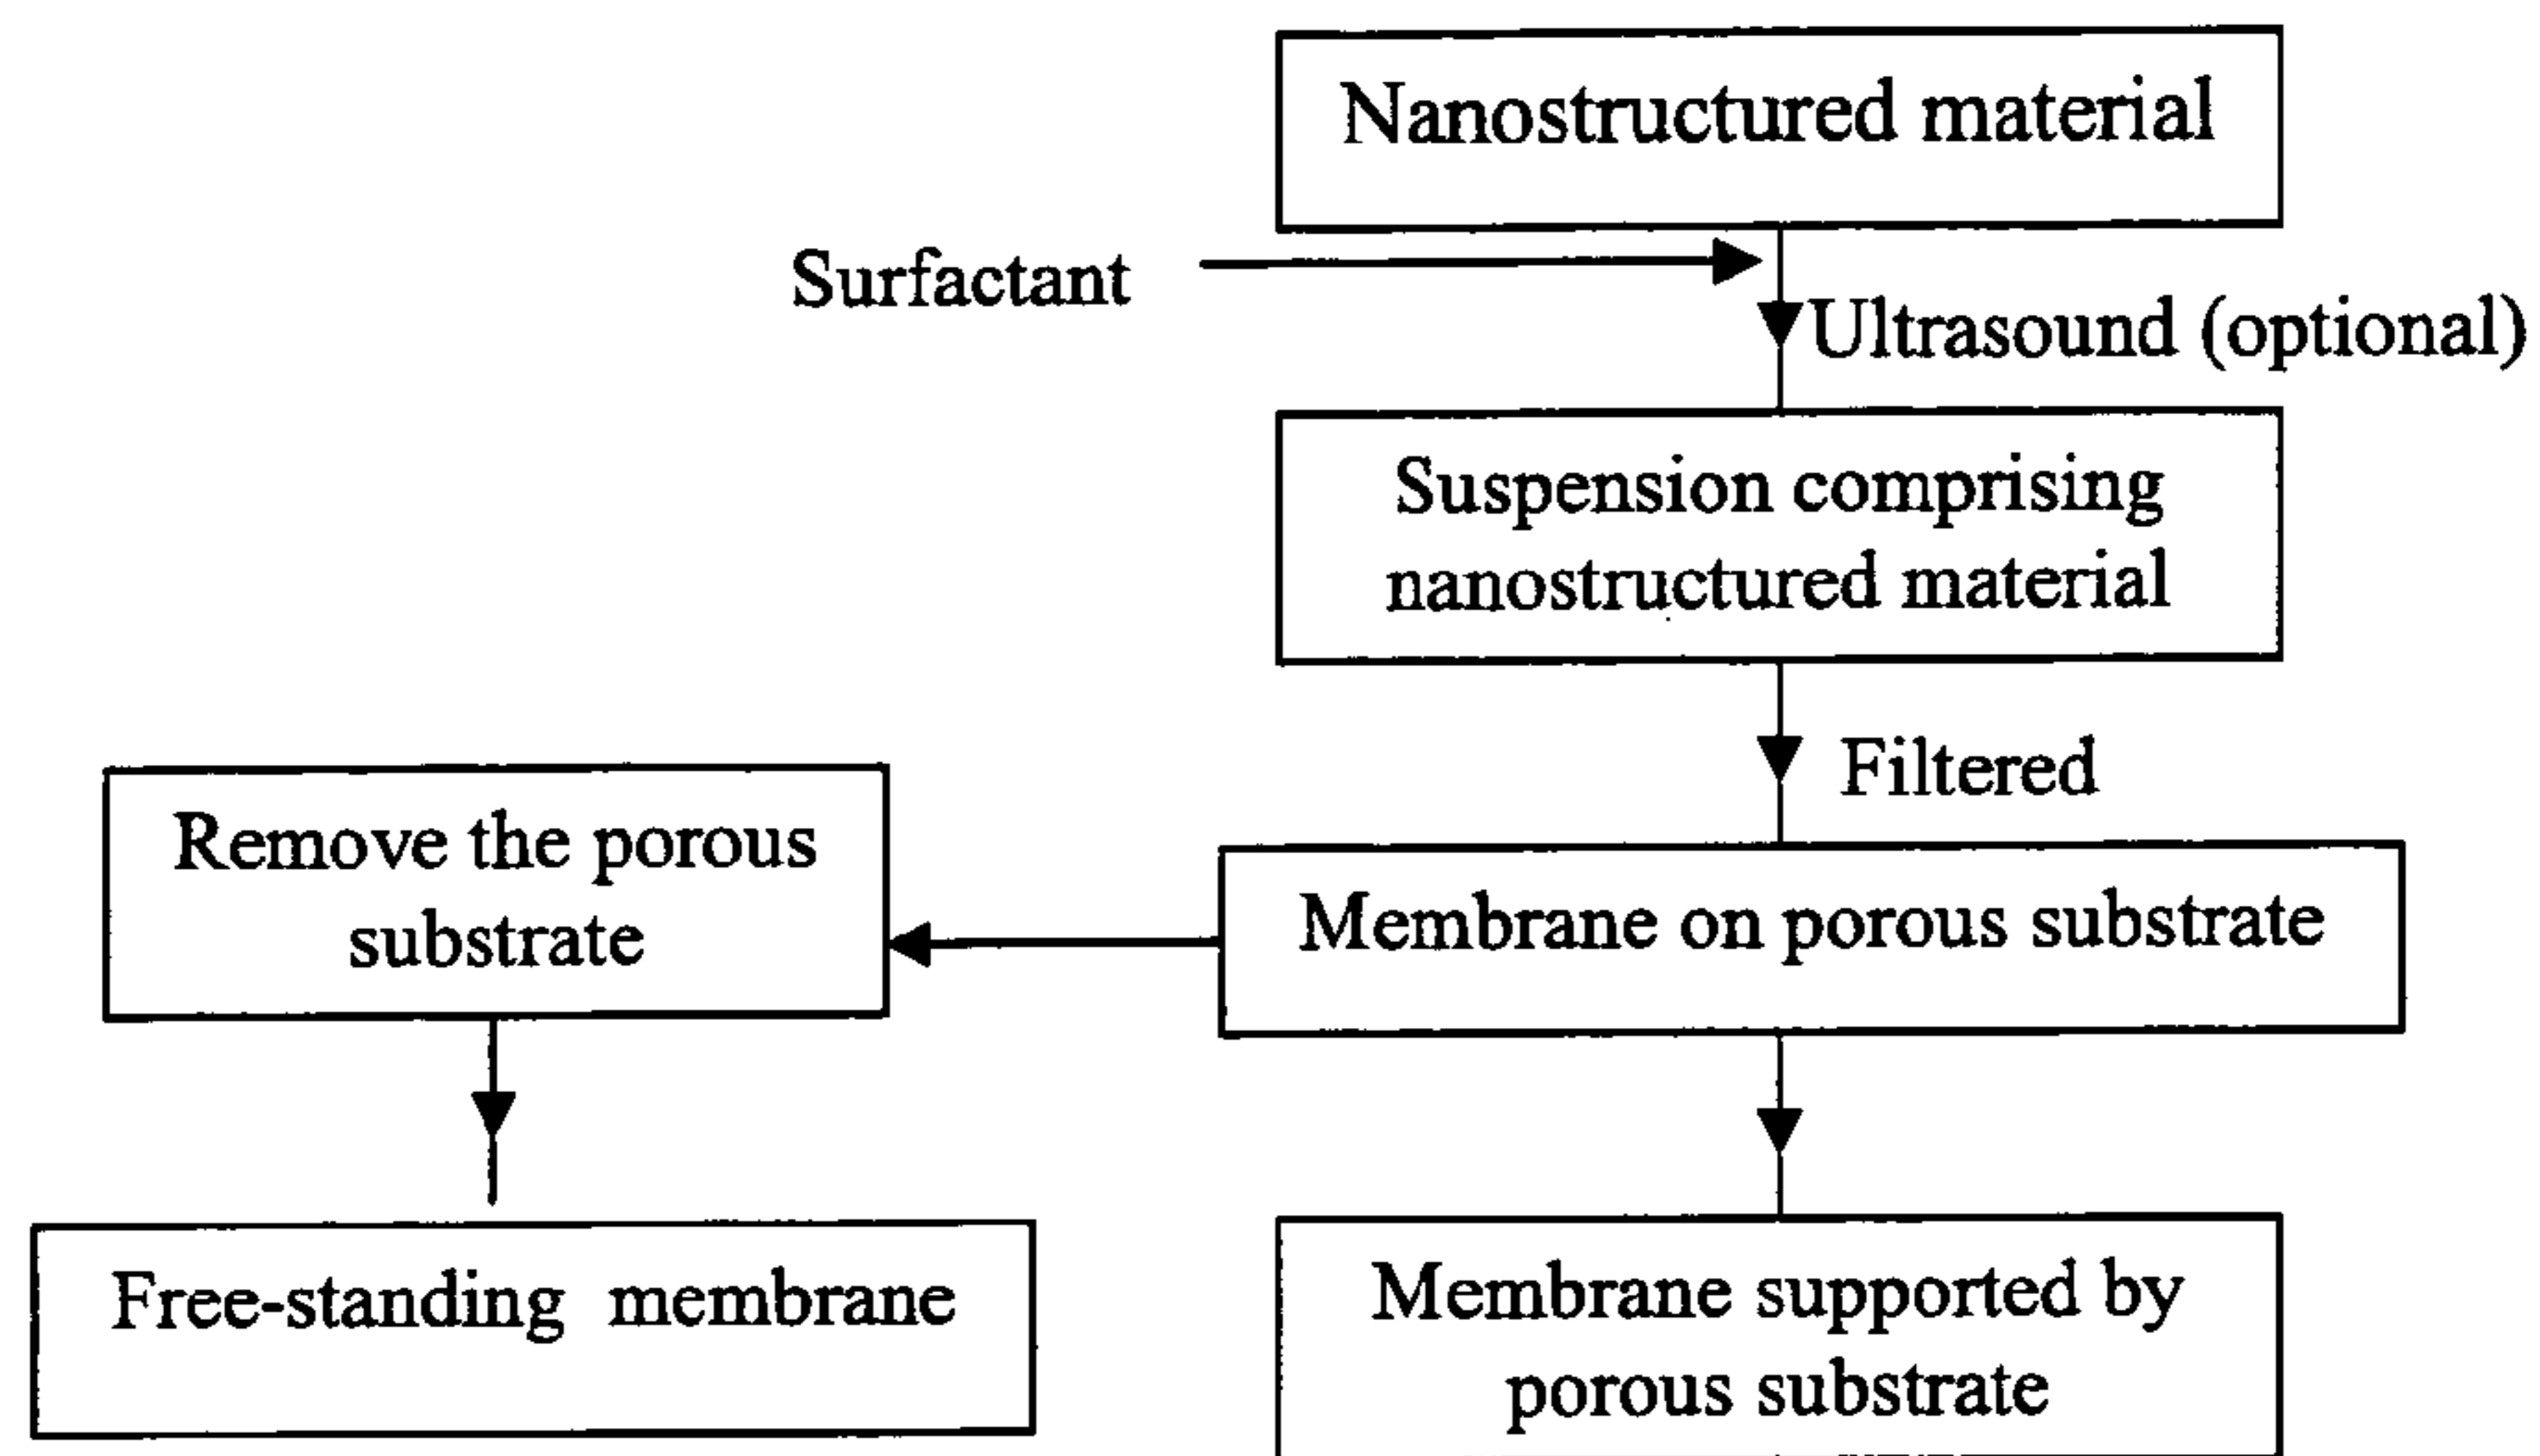 Nanostructured material
Surfactant
Ultrasound (optional)
Suspension comprising
nanostructured material
Filtered
Remove the porous
substrate
Membrane on porous substrate
Free-standing membrane
Membrane supported by
porous substrate